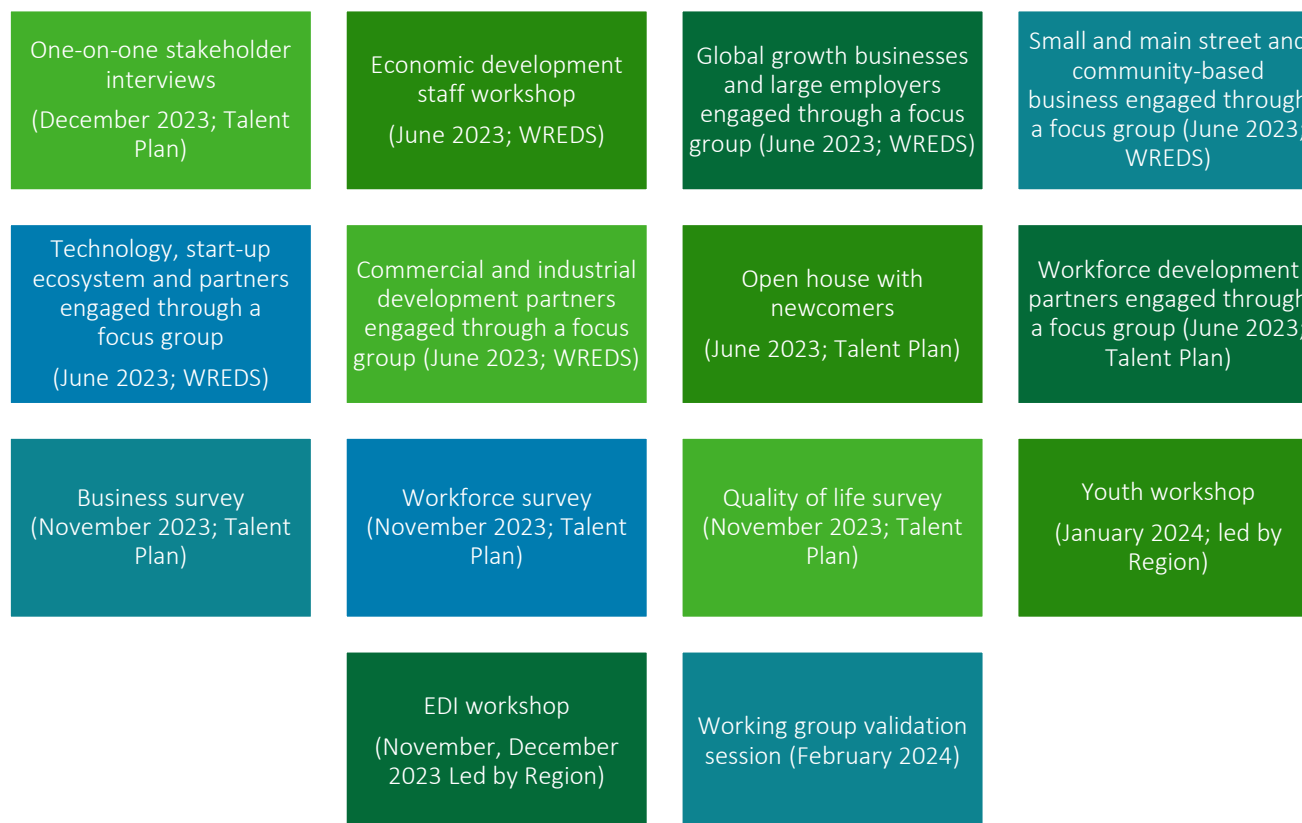 One-on-one stakeholder
interviews
(December 2023; Talent
Plan)
Economic development
staff workshop
(June 2023; WREDS)
Global growth businesses
and large employers
engaged through a focus
group (June 2023; WREDS)
Small and main street and
community-based
business engaged through
a focus group (June 2023;
WREDS)
Technology, start-up
ecosystem and partners
engaged through a
focus group
(June 2023; WREDS)
Commercial and industrial
development partners
engaged through a focus
group (June 2023; WREDS)
Open house with
newcomers
(June 2023; Talent Plan)
Workforce development
partners engaged through
a focus group (June 2023;
Talent Plan)
Business survey
(November 2023; Talent
Plan)
Workforce survey
(November 2023; Talent
Plan)
Quality of life survey
(November 2023; Talent
Plan)
Youth workshop
(January 2024; led by
Region)
EDI workshop
(November, December
2023 Led by Region)
Working group validation
session (February 2024)